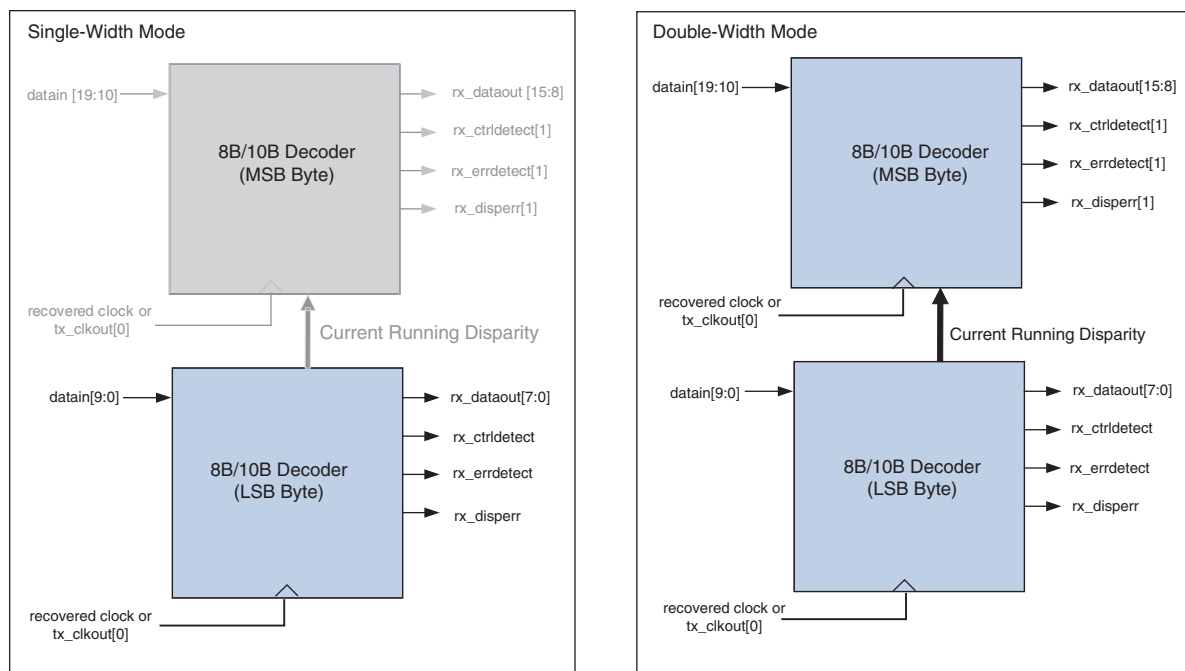 Single-Width Mode
datain [19:10]
rx_dataout [15:8]
rx_ctrldetect[1]
8B/10B Decoder
(MSB Byte)
rx_errdetect[1]
rx_disperr[1]
recovered clock or
tx_clkout[0]
Current Running Disparity
datain[9:0]
rx_dataout[7:0]
rx_ctrldetect
8B/10B Decoder
(LSB Byte)
rx_errdetect
rx_disperr
recovered clock or
tx_clkout[0]
Double-Width Mode
datain[19:10]
rx_dataout[15:8]
rx_ctrldetect[1]
8B/10B Decoder
(MSB Byte)
rx_errdetect[1]
rx_disperr[1]
recovered clock or
tx_clkout[0]
Current Running Disparity
datain[9:0]
rx_dataout[7:0]
rx_ctrldetect
8B/10B Decoder
(LSB Byte)
rx_errdetect
rx_disperr
recovered clock or
tx_clkout[0]